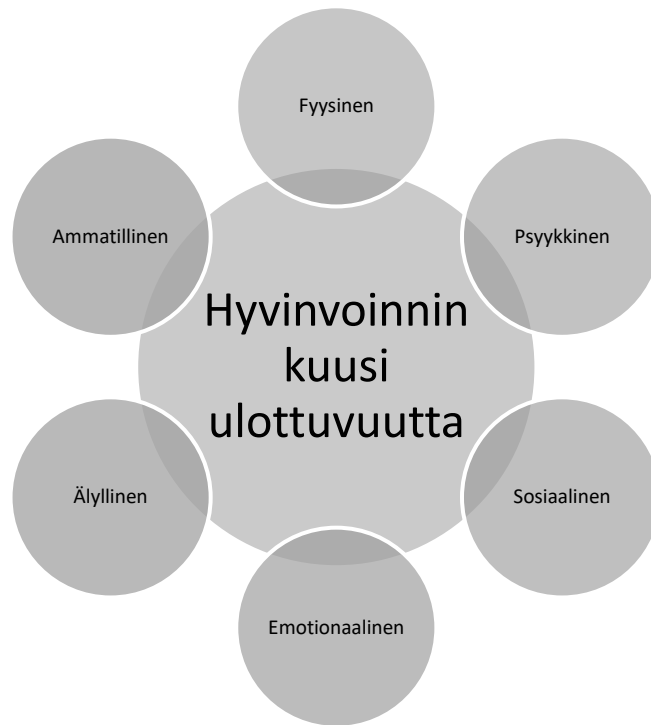 Fyysinen
Ammatillinen
Psyykkinen
Hyvinvoinnin
kuusi
ulottuvuutta
Älyllinen
Sosiaalinen
Emotionaalinen